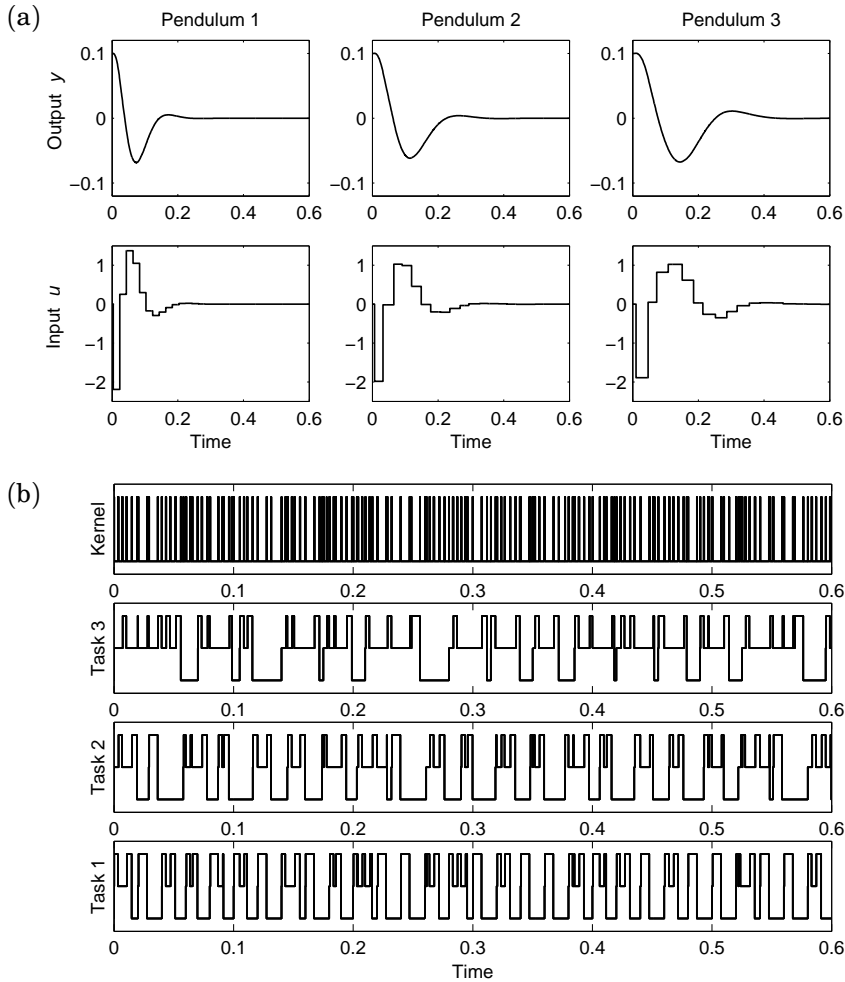 (a)
Pendulum 1 Pendulum 2 Pendulum 3
Output y
0.1 0.1 0.1
0 0 0
−0.1 −0.1 −0.1
0 0.2 0.4 0.6 0 0.2 0.4 0.6 0 0.2 0.4 0.6
Input u
1 1 1
0 0 0
−1 −1 −1
−2 −2 −2
0 0.2 0.4 0.6 0 0.2 0.4 0.6 0 0.2 0.4 0.6
Time Time Time
(b)
Kernel
0 0.1 0.2 0.3 0.4 0.5 0.6
Task 3
0 0.1 0.2 0.3 0.4 0.5 0.6
Task 2
0 0.1 0.2 0.3 0.4 0.5 0.6
Task 1
0 0.1 0.2 0.3 0.4 0.5 0.6
Time